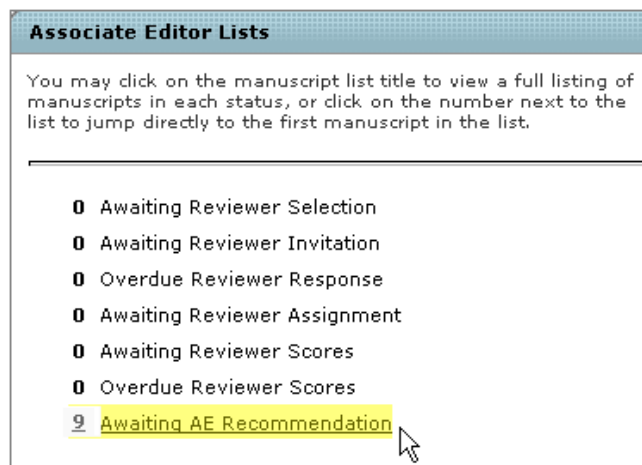 Associate Editor Lists
You may click on the manuscript list title to view a full listing of
manuscripts in each status, or click on the number next to the
list to jump directly to the first manuscript in the list.
0 Awaiting Reviewer Selection
0 Awaiting Reviewer Invitation
0 Overdue Reviewer Response
0 Awaiting Reviewer Assignment
0 Awaiting Reviewer Scores
0 Overdue Reviewer Scores
9 Awaiting AE Recommendation